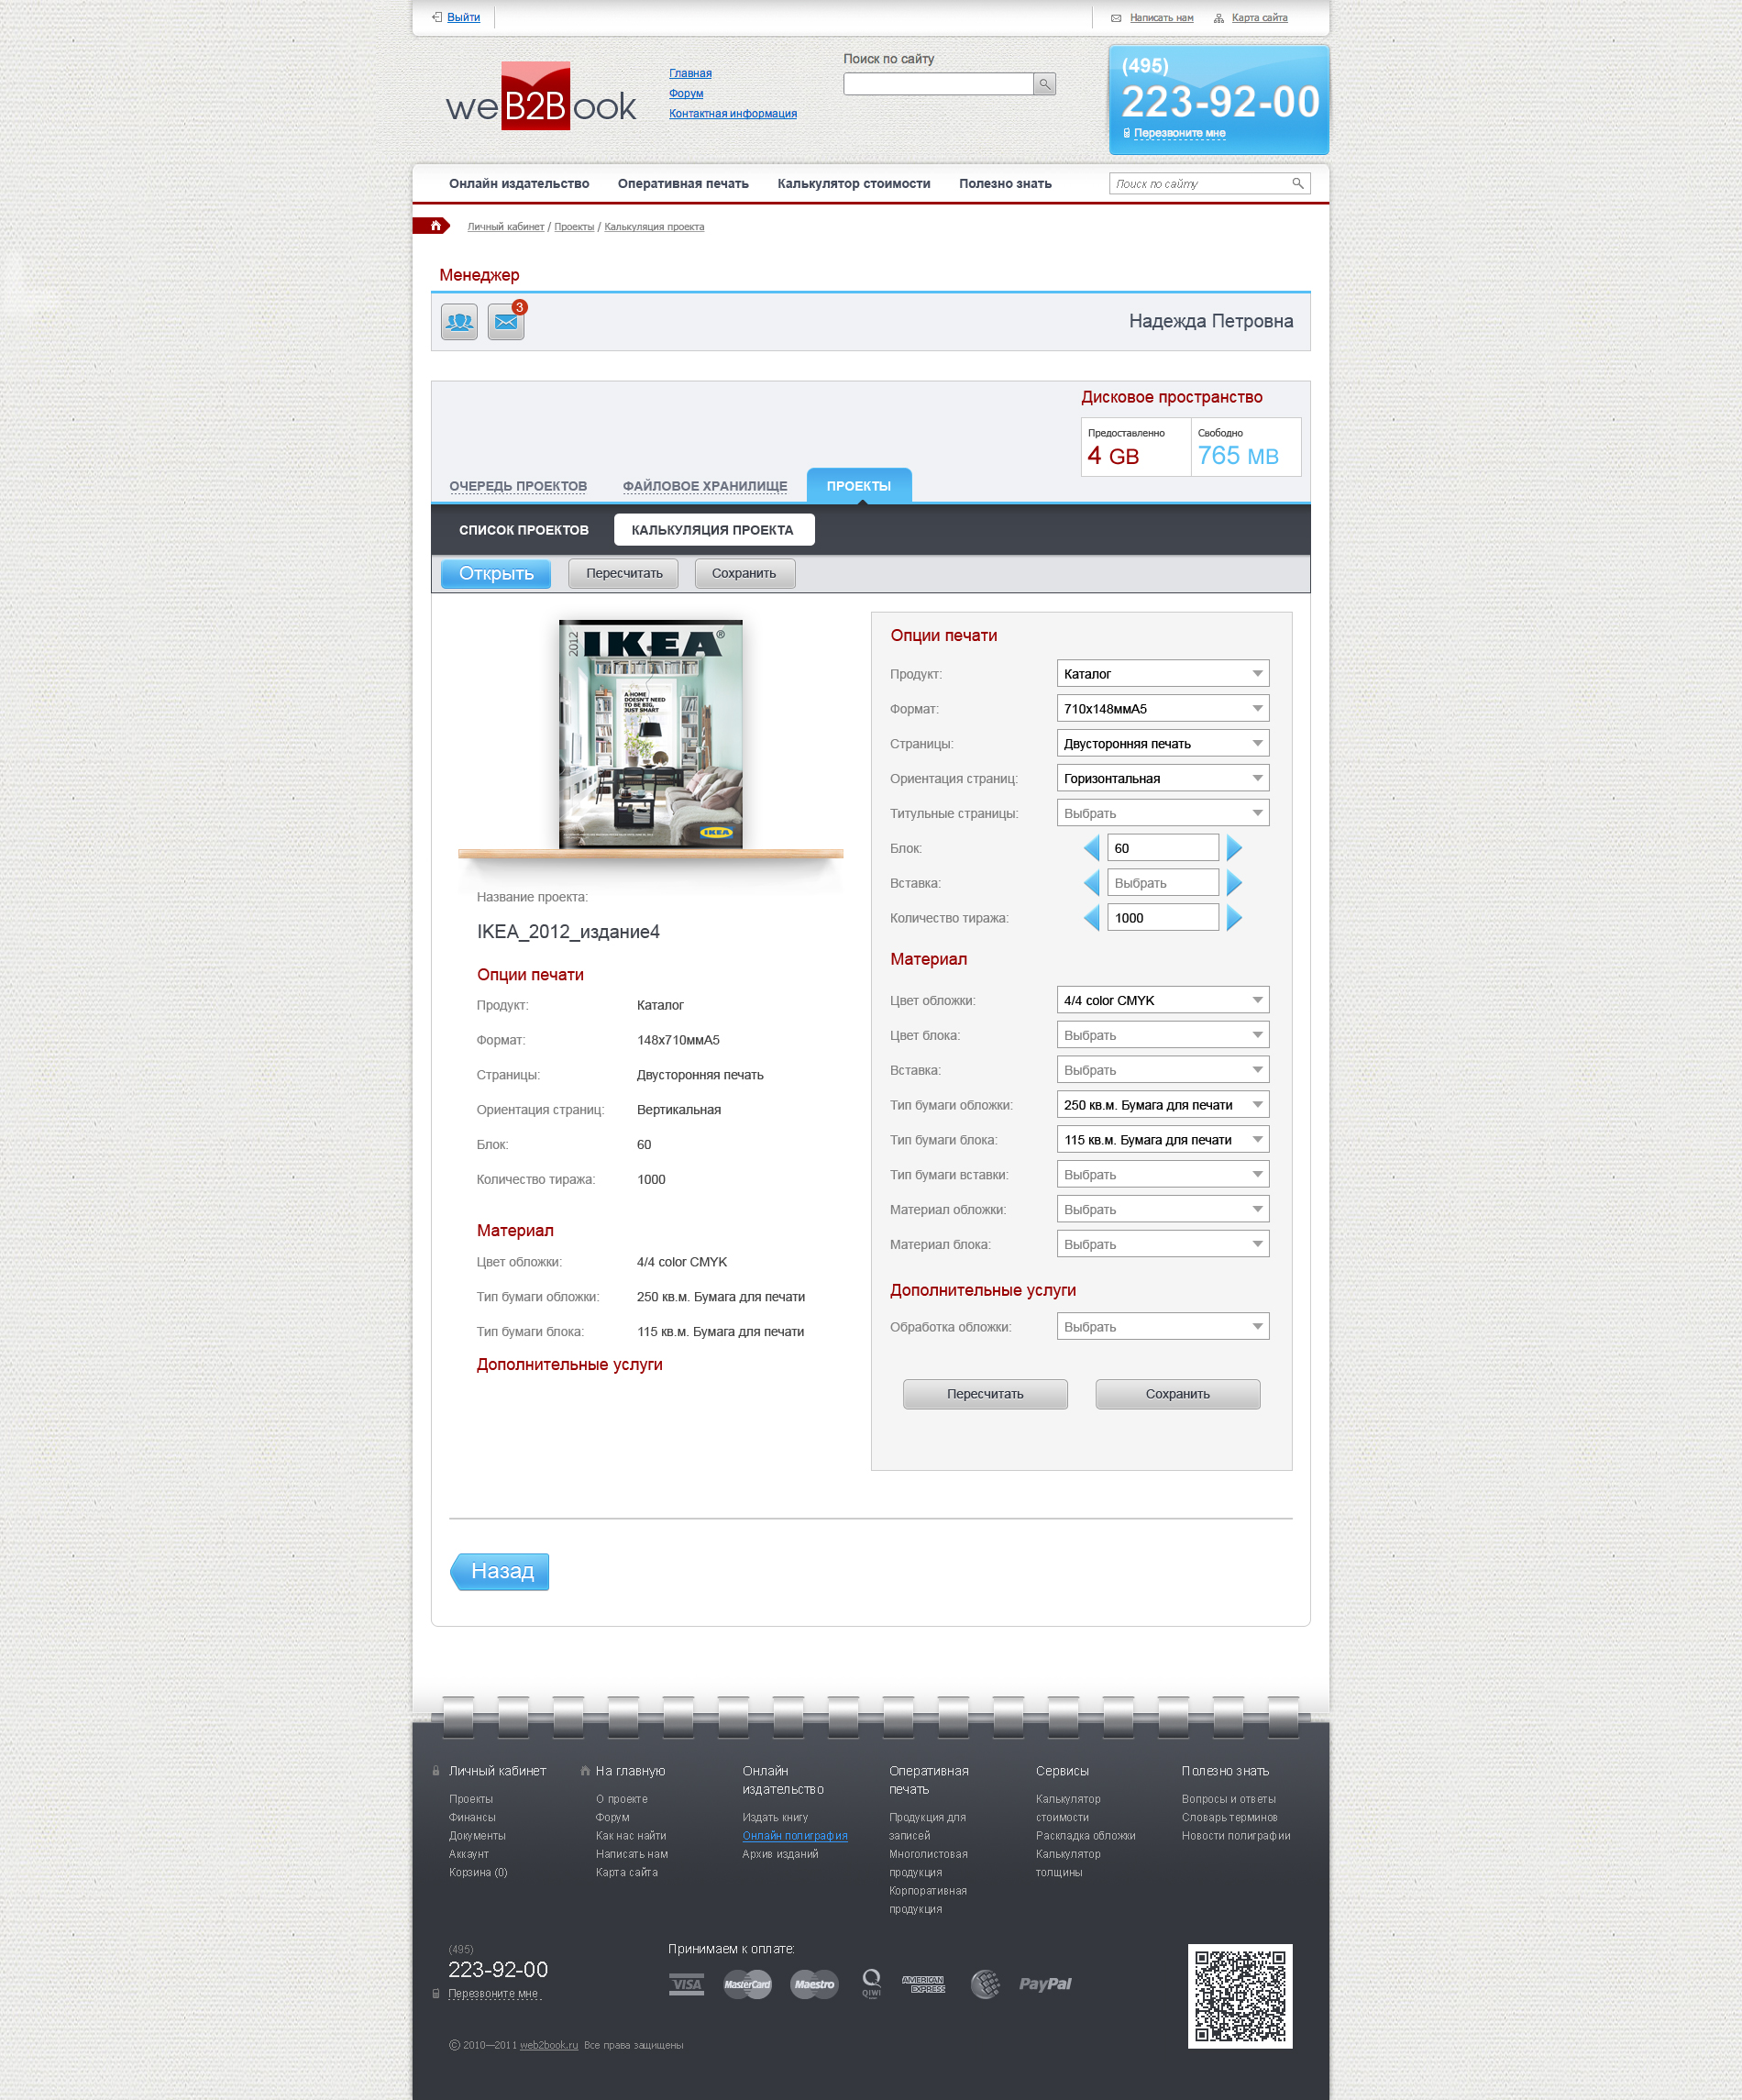 Выйти
Написать нам
Карта сайта
weB2Book
Главная
Форум
Контактная информация
Поиск по сайту
(495)
223-92-00
Перезвоните мне
Онлайн издательство
Оперативная печать
Калькулятор стоимости
Полезно знать
Поиск по сайту
Личный кабинет / Проекты / Калькуляция проекта
Менеджер
3
Надежда Петровна
Дисковое пространство
Предоставленно
4 GB
Свободно
765 MB
ОЧЕРЕДЬ ПРОЕКТОВ
ФАЙЛОВОЕ ХРАНИЛИЩЕ
ПРОЕКТЫ
СПИСОК ПРОЕКТОВ
КАЛЬКУЛЯЦИЯ ПРОЕКТА
Открыть
Пересчитать
Сохранить
2012
IKEA®
A HOME
DOESN'T NEED
TO BE BIG,
JUST SMART
IKEA
Название проекта:
IKEA_2012_издание4
Опции печати
Продукт: Каталог
Формат: 148х710ммА5
Страницы: Двусторонняя печать
Ориентация страниц: Вертикальная
Блок: 60
Количество тиража: 1000
Материал
Цвет обложки: 4/4 color CMYK
Тип бумаги обложки: 250 кв.м. Бумага для печати
Тип бумаги блока: 115 кв.м. Бумага для печати
Дополнительные услуги
Опции печати
Продукт: Каталог
Формат: 710х148ммА5
Страницы: Двусторонняя печать
Ориентация страниц: Горизонтальная
Титульные страницы: Выбрать
Блок: 60
Вставка: Выбрать
Количество тиража: 1000
Материал
Цвет обложки: 4/4 color CMYK
Цвет блока: Выбрать
Вставка: Выбрать
Тип бумаги обложки: 250 кв.м. Бумага для печати
Тип бумаги блока: 115 кв.м. Бумага для печати
Тип бумаги вставки: Выбрать
Материал обложки: Выбрать
Материал блока: Выбрать
Дополнительные услуги
Обработка обложки: Выбрать
Пересчитать
Сохранить
Назад
Личный кабинет
Проекты
Финансы
Документы
Аккаунт
Корзина (0)
На главную
О проекте
Форум
Как нас найти
Написать нам
Карта сайта
Онлайн
издательство
Издать книгу
Онлайн полиграфия
Архив изданий
Оперативная
печать
Продукция для
записей
Многолистовая
продукция
Корпоративная
продукция
Сервисы
Калькулятор
стоимости
Раскладка обложки
Калькулятор
толщины
Полезно знать
Вопросы и ответы
Словарь терминов
Новости полиграфии
(495)
223-92-00
Перезвоните мне
Принимаем к оплате:
VISA
MasterCard
Maestro
QIWI
AMERICAN
EXPRESS
PayPal
© 2010—2011 web2book.ru Все права защищены